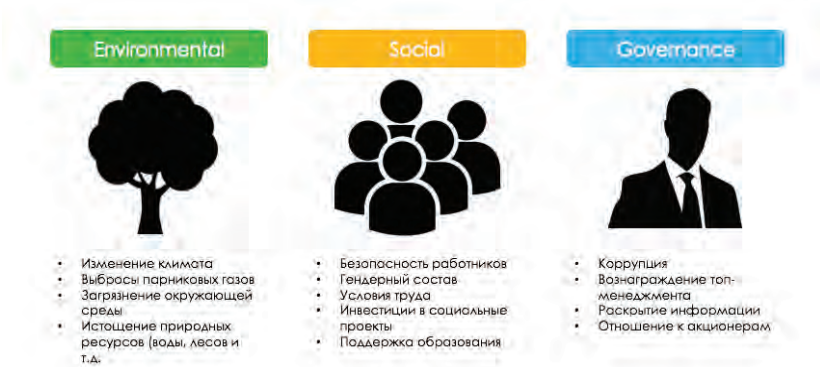 Environmental
Social
Governance
• Изменение климата
• Выбросы парниковых газов
• Загрязнение окружающей
среды
• Истощение природных
ресурсов (воды, лесов и
т.д.
• Безопасность работников
• Гендерный состав
• Условия труда
• Инвестиции в социальные
проекты
• Поддержка образования
• Коррупция
• Вознаграждение топ-
менеджмента
• Раскрытие информации
• Отношение к акционерам